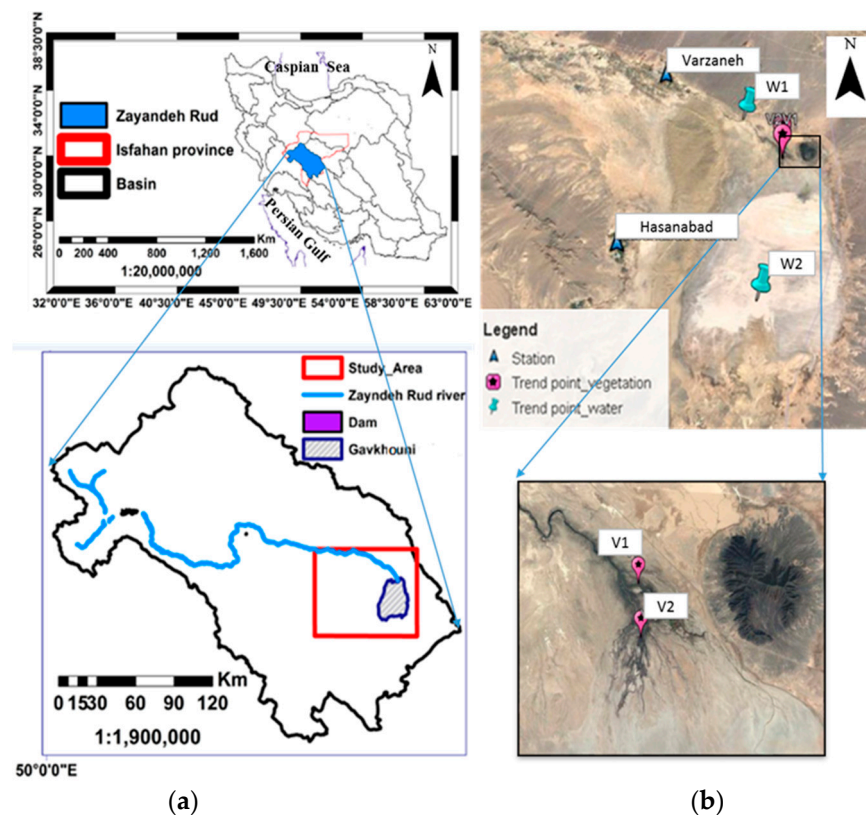 38°30'N
34°0'0"N
30°0'0"N
26°0'0"N
Caspian Sea
N
Zayandeh Rud
Isfahan province
Basin
Persian Gulf
Km
0 200 400 800 1,200 1,600
1:20,000,000
32°0'0"E 36°0'0"E 40°30'0"E 45°0'0"E 49°30'0"E 54°0'0"E 58°30'0"E 63°0'0"E
Study_Area
Zayndeh Rud river
Dam
Gavkhouni
Km
0 1530 60 90 120
1:1,900,000
50°0'0"E
(a)
Varzaneh
W1
N
Hasanabad
W2
Legend
Station
Trend point_vegetation
Trend point_water
V1
V2
(b)